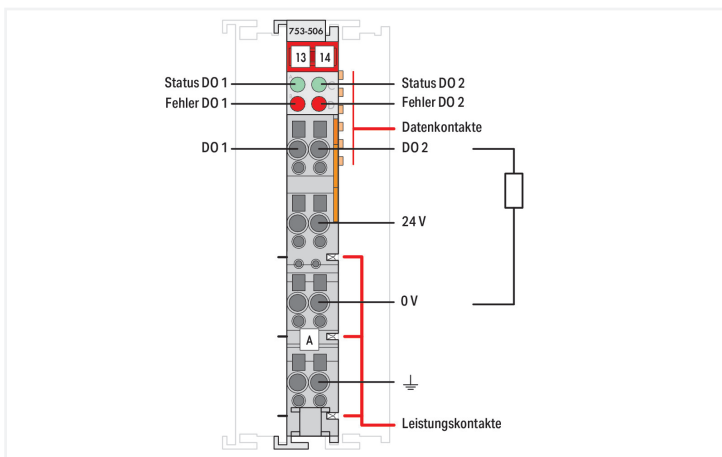 753-506
13 14
Status DO 1
Status DO 2
Fehler DO 1
Fehler DO 2
Datenkontakte
DO 1
DO 2
24 V
0 V
A
Leistungskontakte